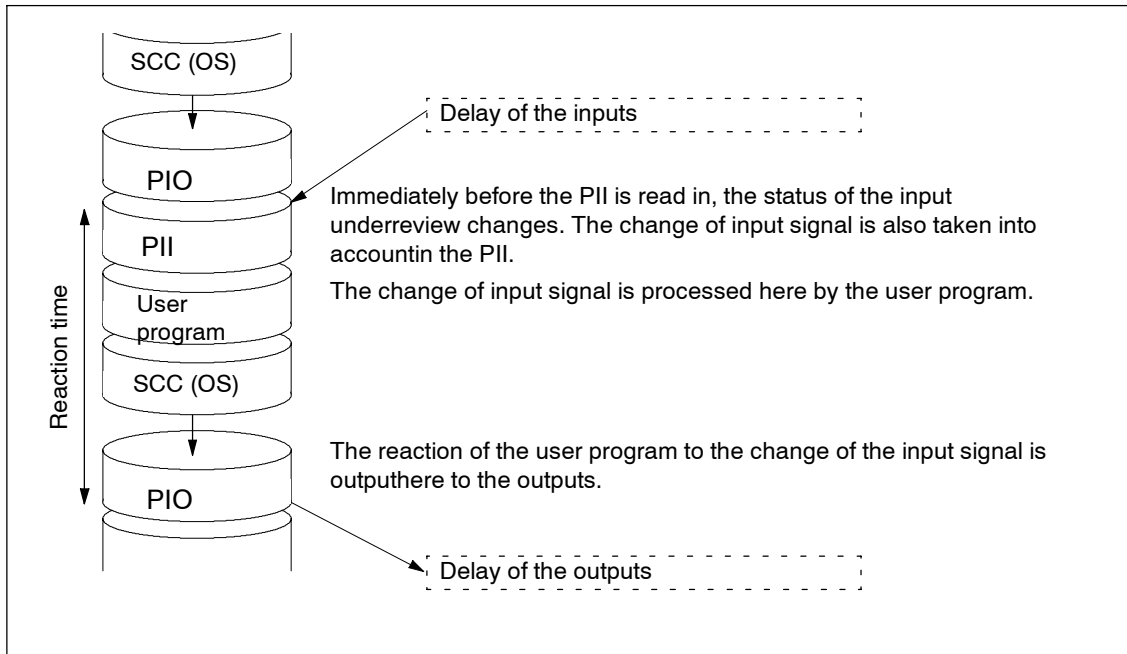 SCC (OS)
Delay of the inputs
PIO
Immediately before the PII is read in, the status of the input
underreview changes. The change of input signal is also taken into
accountin the PII.
PII
The change of input signal is processed here by the user program.
User
program
Reaction time
SCC (OS)
The reaction of the user program to the change of the input signal is
outputhere to the outputs.
PIO
Delay of the outputs